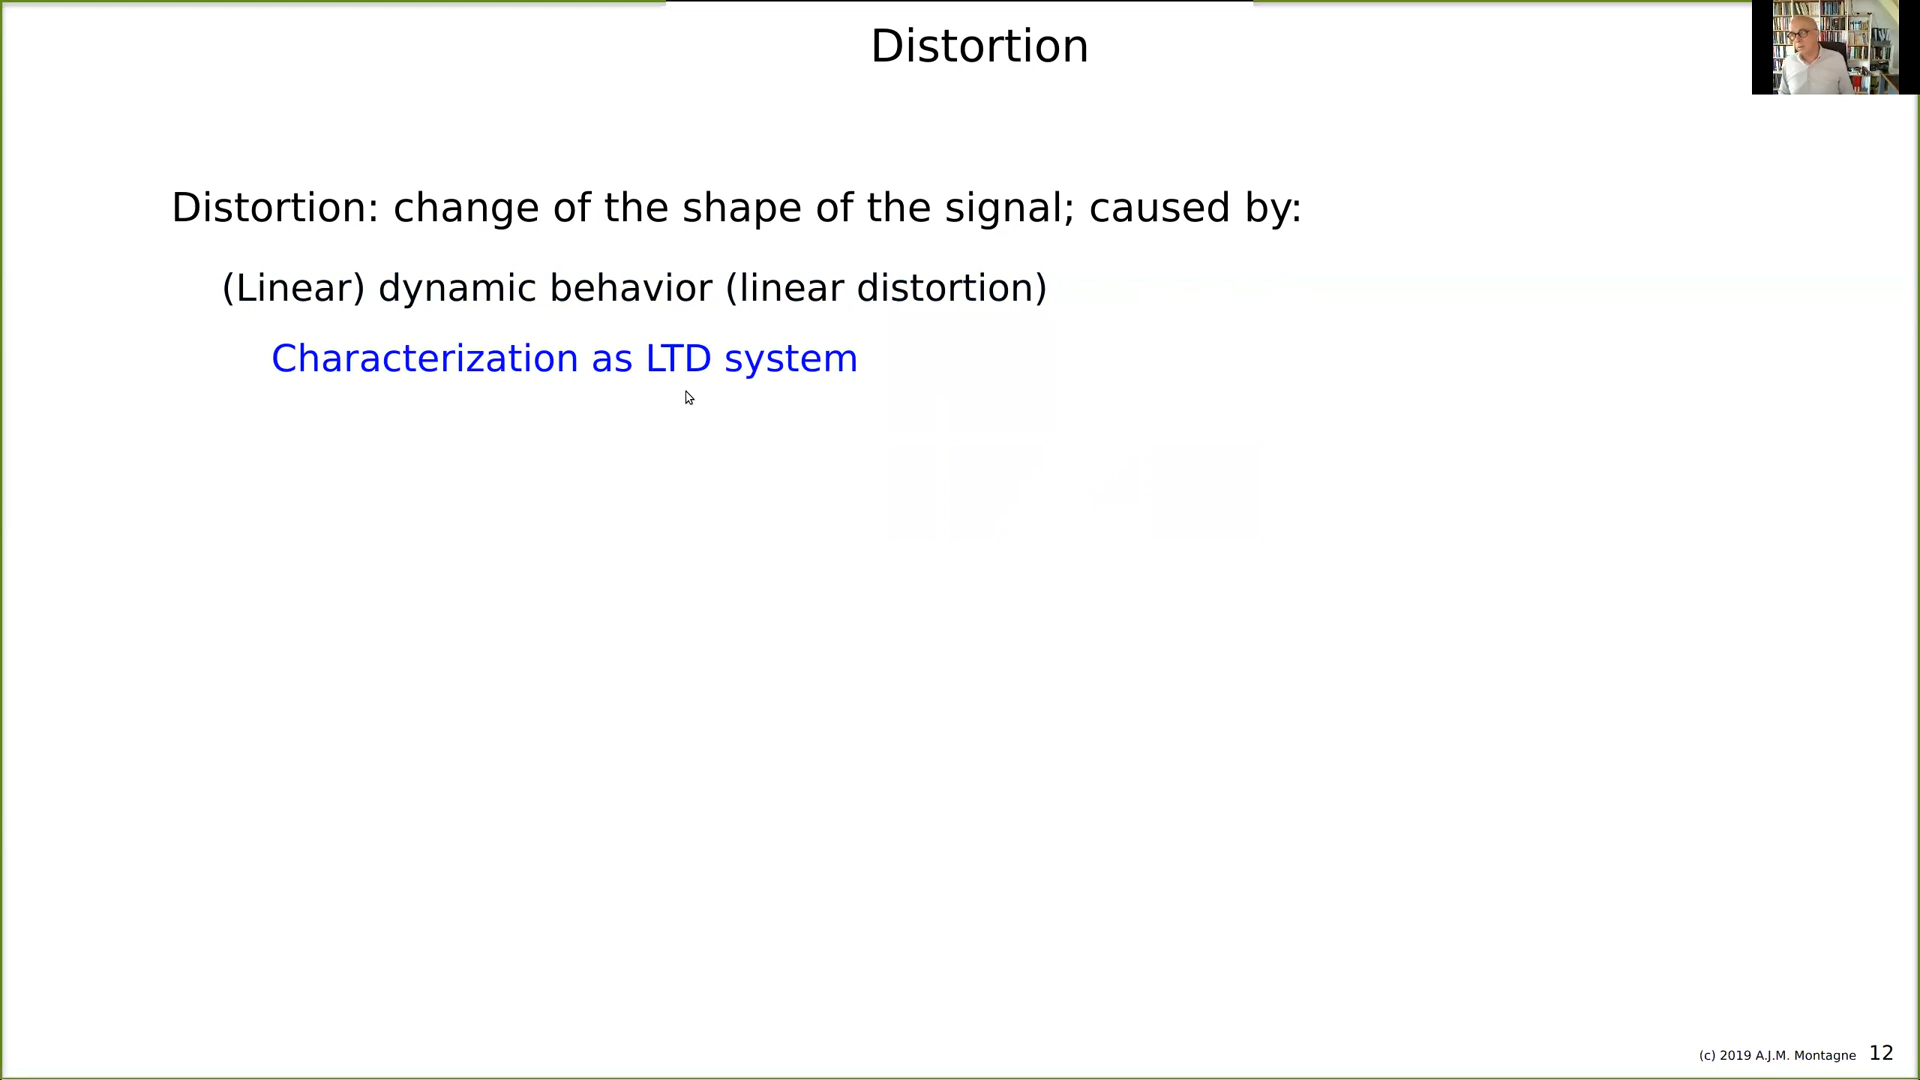 Distortion
Distortion: change of the shape of the signal; caused by:
(Linear) dynamic behavior (linear distortion)
Characterization as LTD system
(c) 2019 A.J.M. Montagne 12